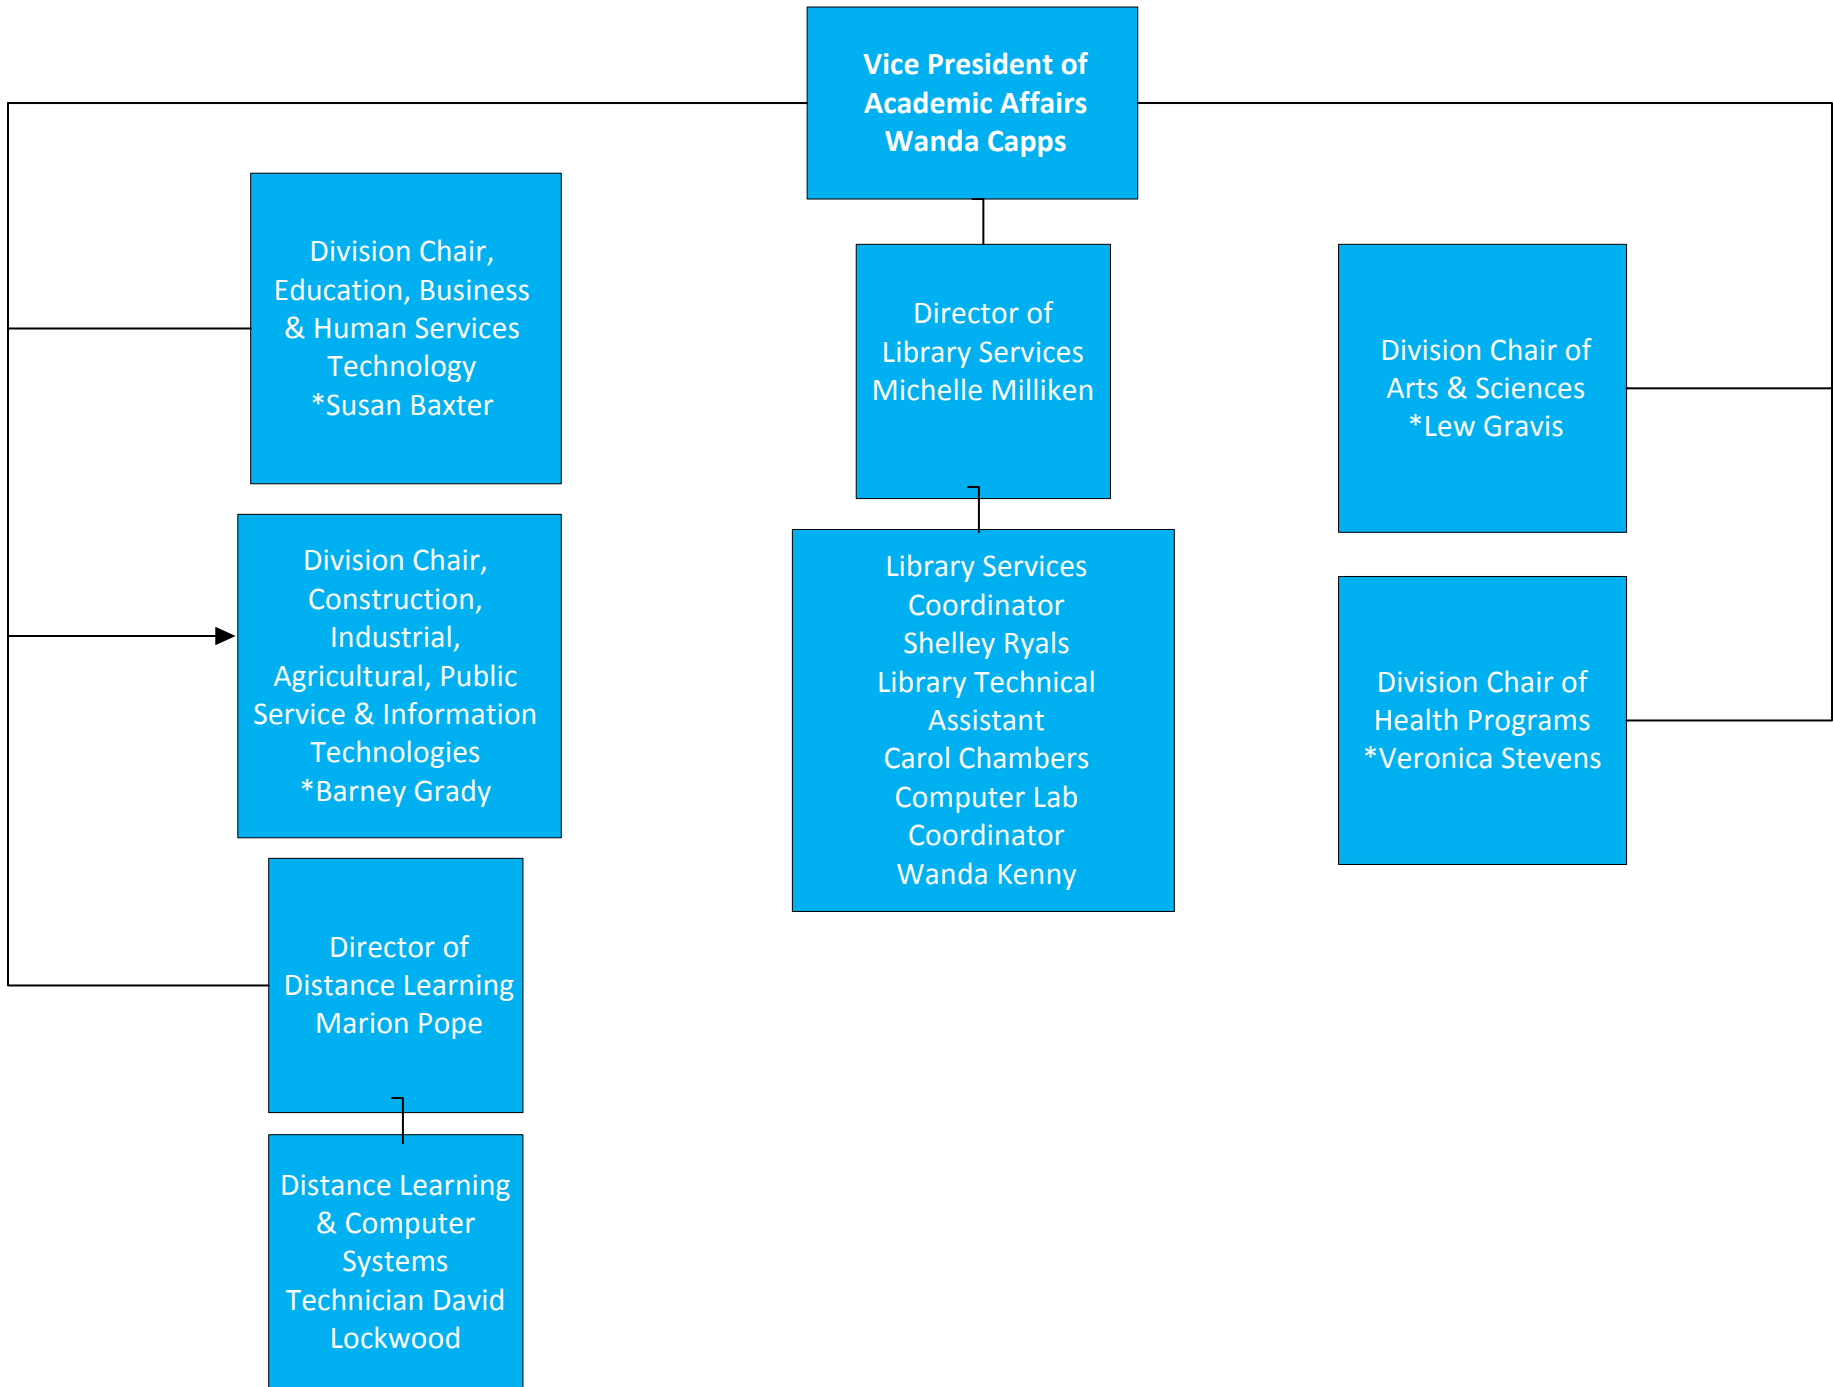 Vice President of
Academic Affairs
Wanda Capps
Division Chair,
Education, Business
& Human Services
Technology
*Susan Baxter
Director of
Library Services
Michelle Milliken
Division Chair of
Arts & Sciences
*Lew Gravis
Division Chair,
Construction,
Industrial,
Agricultural, Public
Service & Information
Technologies
*Barney Grady
Library Services
Coordinator
Shelley Ryals
Library Technical
Assistant
Carol Chambers
Computer Lab
Coordinator
Wanda Kenny
Division Chair of
Health Programs
*Veronica Stevens
Director of
Distance Learning
Marion Pope
Distance Learning
& Computer
Systems
Technician David
Lockwood